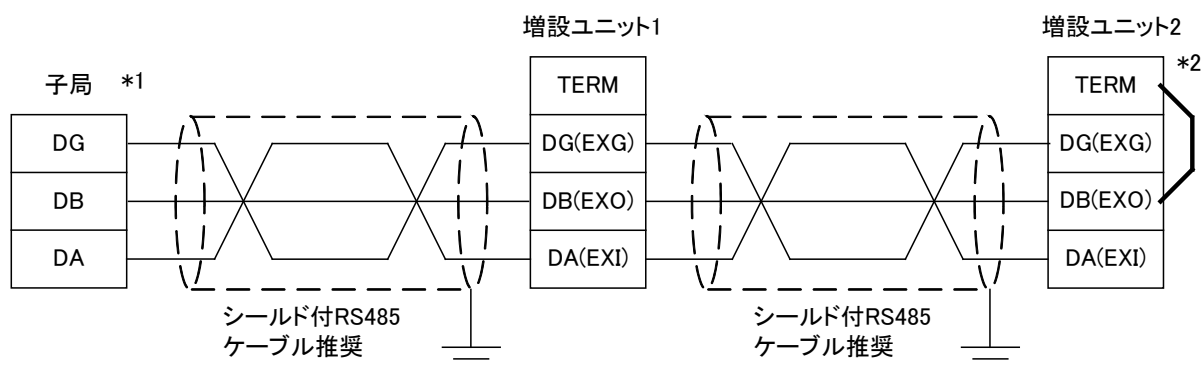 増設ユニット1
増設ユニット2
子局 *1
TERM
TERM
*2
DG
DG(EXG)
DG(EXG)
DB
DB(EXO)
DB(EXO)
DA
DA(EXI)
DA(EXI)
シールド付RS485
ケーブル推奨
シールド付RS485
ケーブル推奨